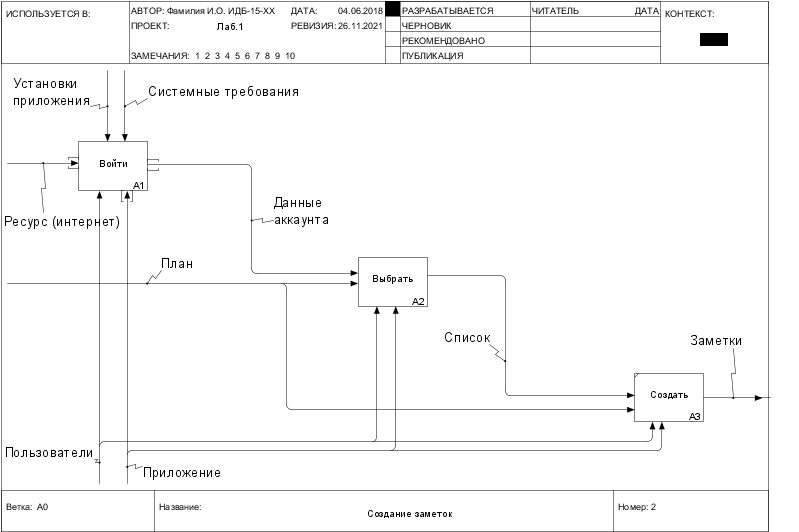 ИСПОЛЬЗУЕТСЯ В:
АВТОР: Фамилия И.О. ИДБ-15-XX ДАТА: 04.06.2018
ПРОЕКТ: Лаб.1 РЕВИЗИЯ: 26.11.2021
ЗАМЕЧАНИЯ: 1 2 3 4 5 6 7 8 9 10
РАЗРАБАТЫВАЕТСЯ
ЧЕРНОВИК
РЕКОМЕНДОВАНО
ПУБЛИКАЦИЯ
ЧИТАТЕЛЬ ДАТА
КОНТЕКСТ:
Установки
приложения
Системные требования
Войти
A1
Ресурс (интернет)
Данные
аккаунта
План
Выбрать
A2
Список
Заметки
Создать
A3
Пользователи
Приложение
Ветка: A0
Название:
Создание заметок
Номер: 2